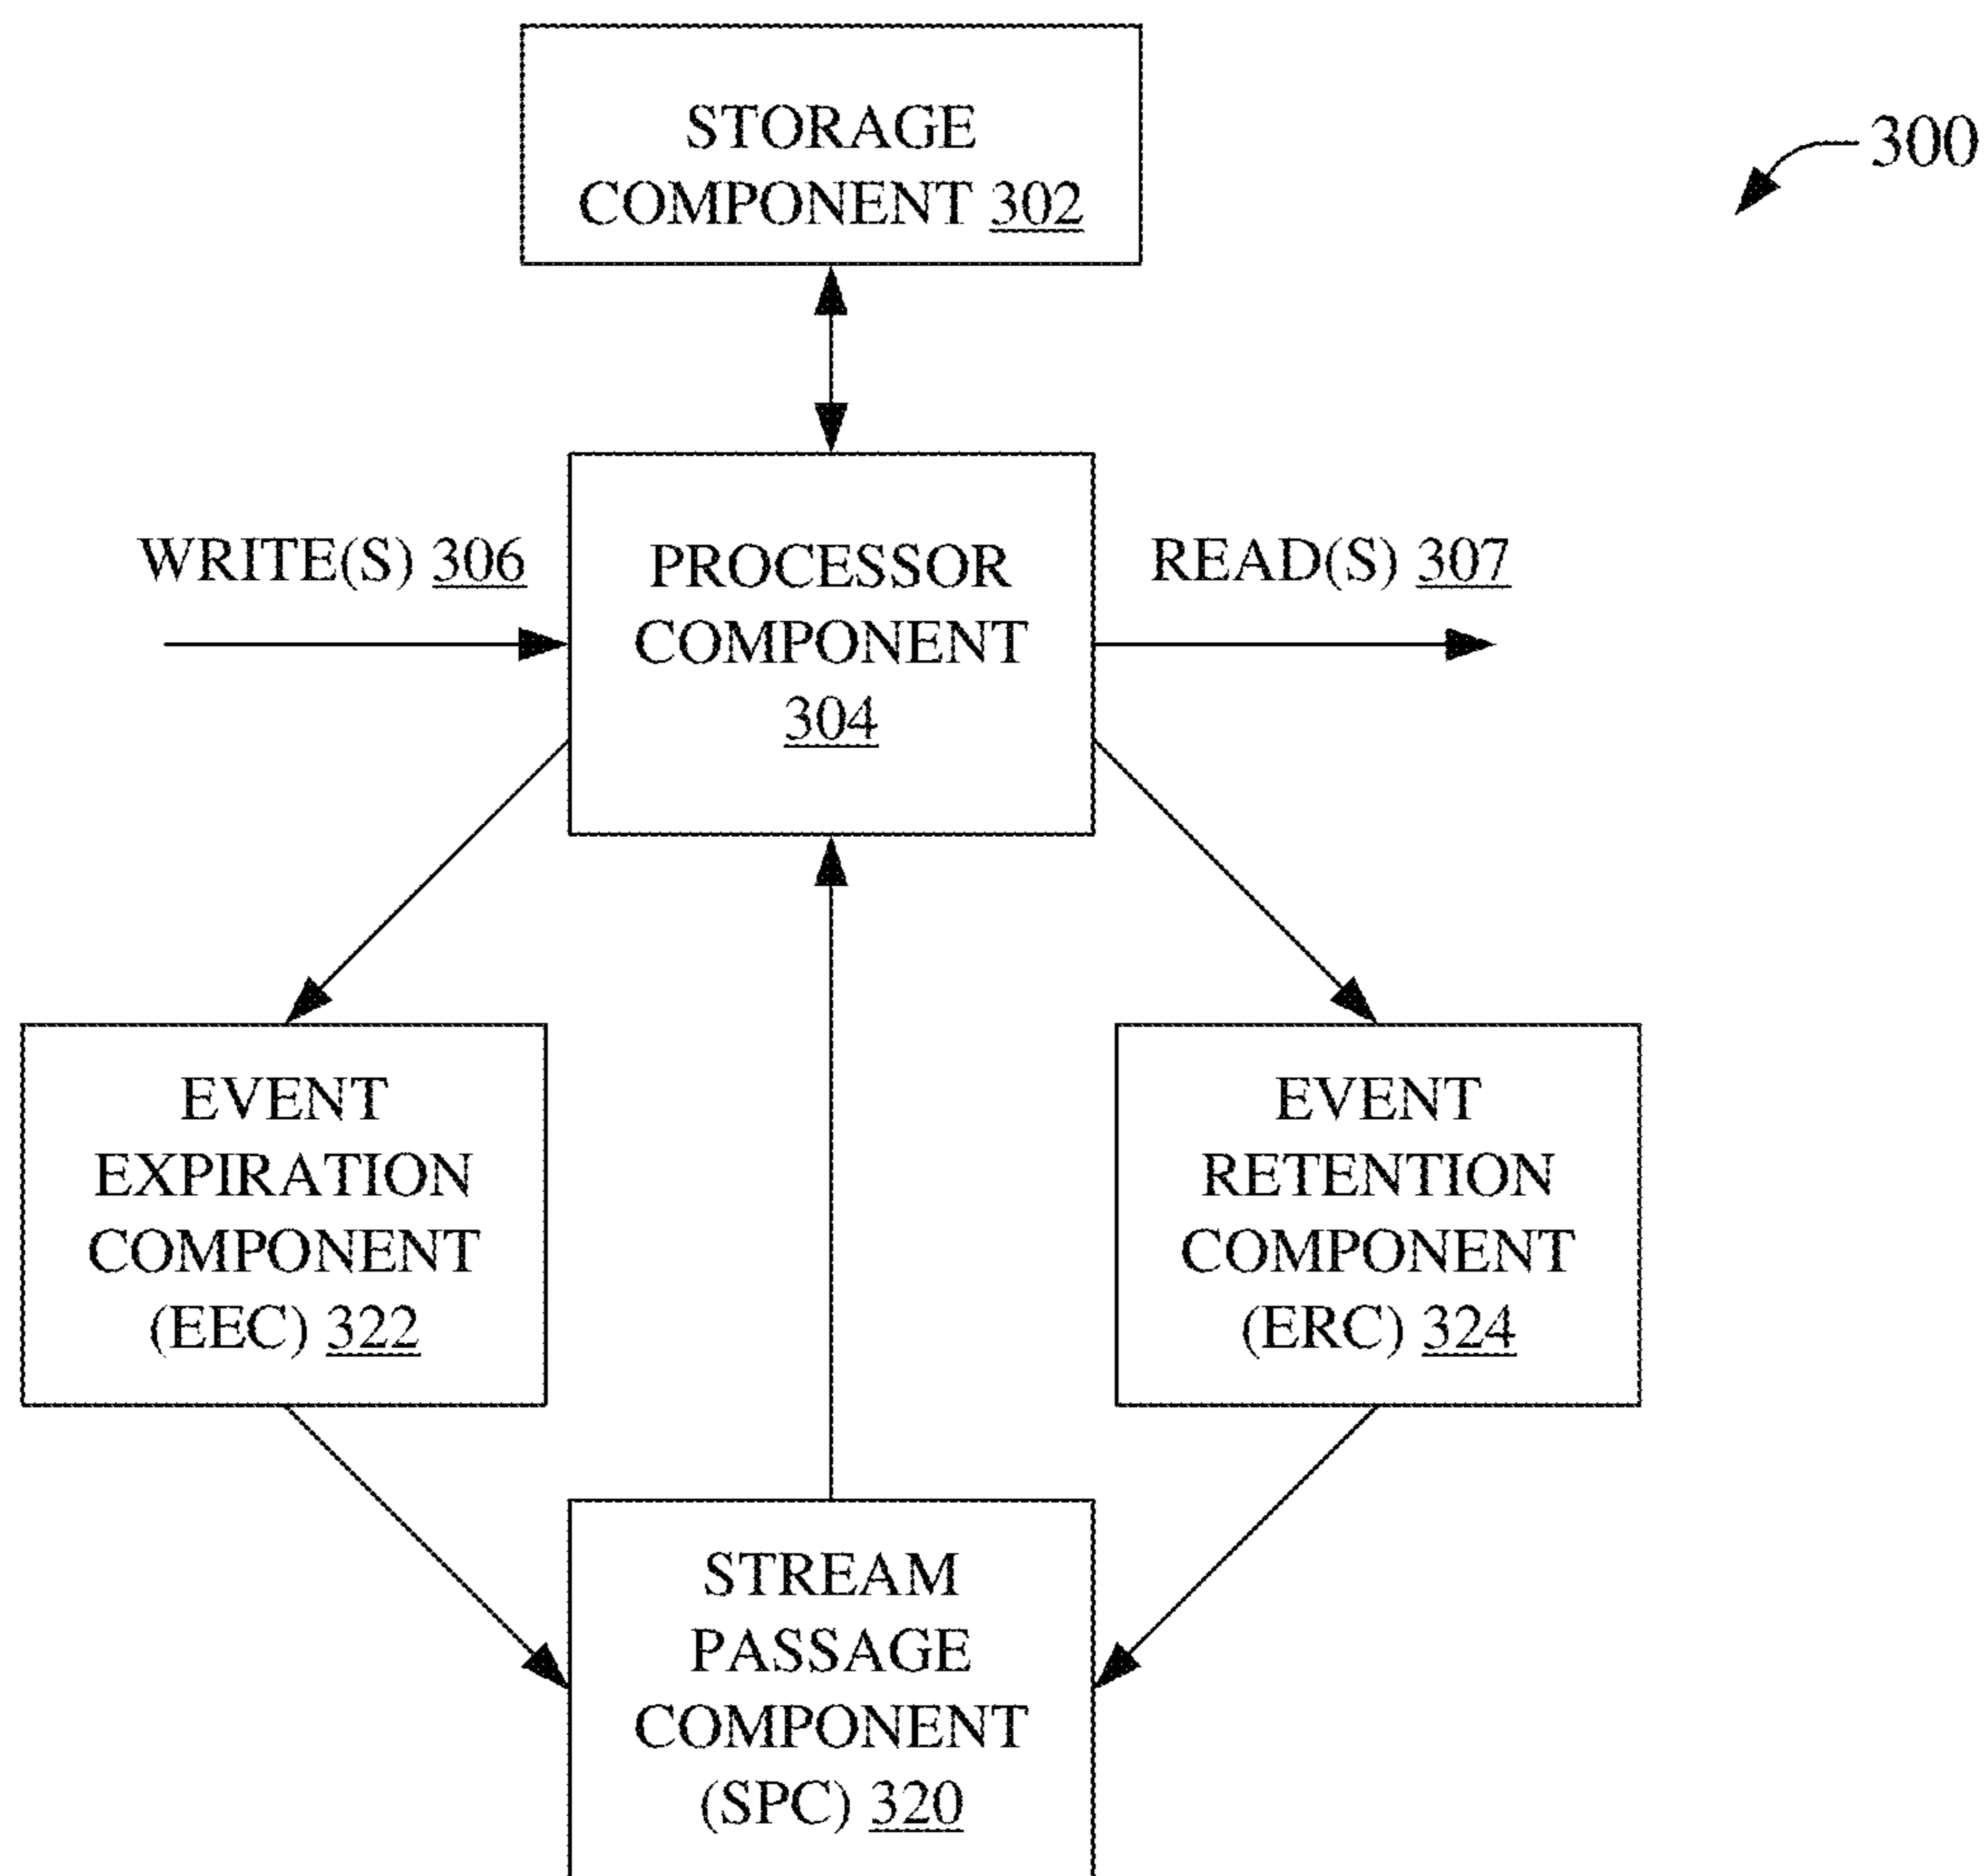 STORAGE
COMPONENT 302
300
WRITE(S) 306
PROCESSOR
COMPONENT
304
READ(S) 307
EVENT
EXPIRATION
COMPONENT
(EEC) 322
EVENT
RETENTION
COMPONENT
(ERC) 324
STREAM
PASSAGE
COMPONENT
(SPC) 320